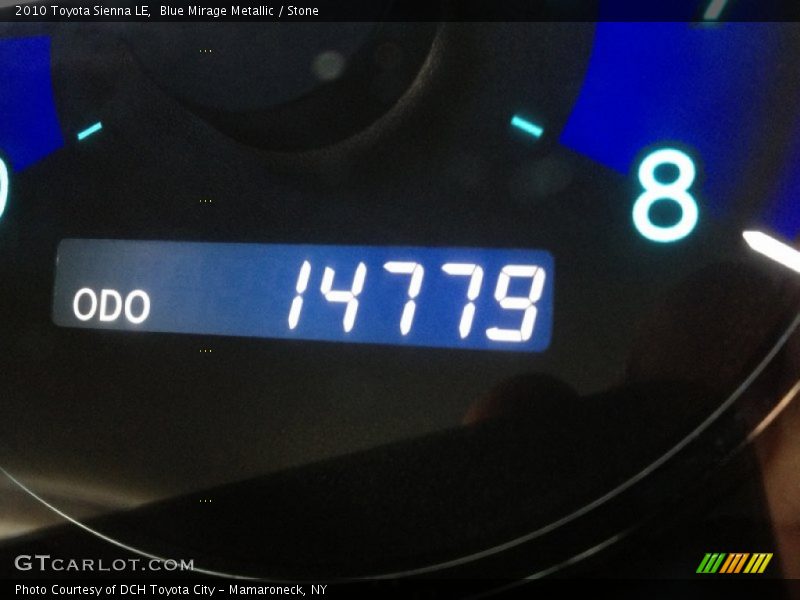 2010 Toyota Sienna LE,  Blue Mirage Metallic / Stone
8
ODO 14779
GTCARLOT.COM
Photo Courtesy of DCH Toyota City - Mamaroneck, NY